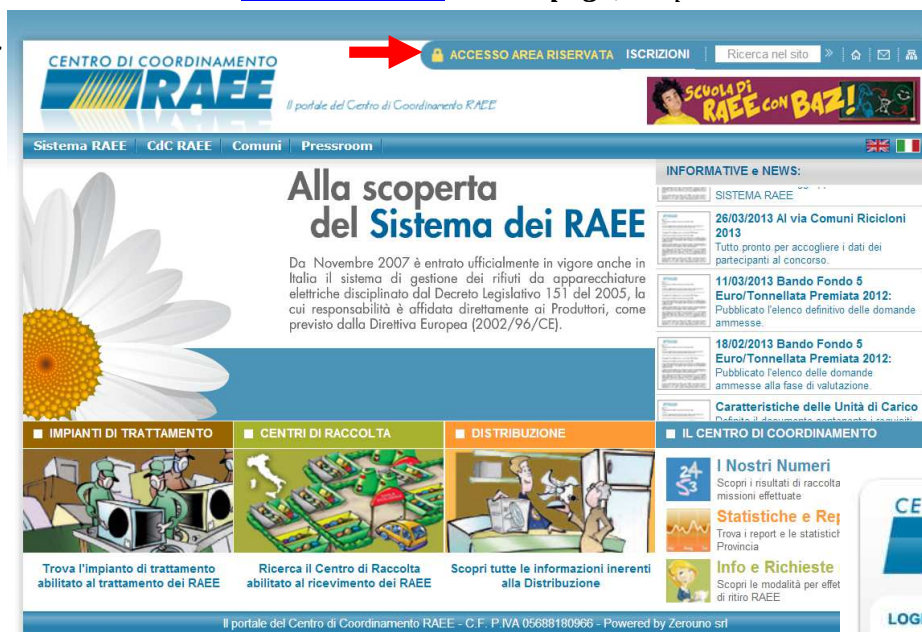 CENTRO DI COORDINAMENTO
RAEE
Il portale del Centro di Coordinamento RAEE
ACCESSO AREA RISERVATA ISCRIZIONI Ricerca nel sito »
SCUOLA DI
RAEE CON BAZ!
Sistema RAEE CdC RAEE Comuni Pressroom
Alla scoperta
del Sistema dei RAEE
Da Novembre 2007 è entrato ufficialmente in vigore anche in
Italia il sistema di gestione dei rifiuti da apparecchiature
elettriche disciplinato dal Decreto Legislativo 151 del 2005, la
cui responsabilità è affidata direttamente ai Produttori, come
previsto dalla Direttiva Europea (2002/96/CE).
INFORMATIVE e NEWS:
SISTEMA RAEE
26/03/2013 Al via Comuni Ricicloni
2013
Tutto pronto per accogliere i dati dei
partecipanti al concorso.
11/03/2013 Bando Fondo 5
Euro/Tonnellata Premiata 2012:
Pubblicato l'elenco definitivo delle domande
ammesse.
18/02/2013 Bando Fondo 5
Euro/Tonnellata Premiata 2012:
Pubblicato l'elenco delle domande
ammesse alla fase di valutazione.
Caratteristiche delle Unità di Carico
IMPIANTI DI TRATTAMENTO
Trova l'impianto di trattamento
abilitato al trattamento dei RAEE
CENTRI DI RACCOLTA
Ricerca il Centro di Raccolta
abilitato al ricevimento dei RAEE
DISTRIBUZIONE
Scopri tutte le informazioni inerenti
alla Distribuzione
IL CENTRO DI COORDINAMENTO
I Nostri Numeri
Scopri i risultati di raccolta
missioni effettuate
Statistiche e Rep
Trova i report e le statistich
Provincia
Info e Richieste
Scopri le modalità per effet
di ritiro RAEE
CE
LOGI
Il portale del Centro di Coordinamento RAEE - C.F. P.IVA 05688180966 - Powered by Zerouno srl